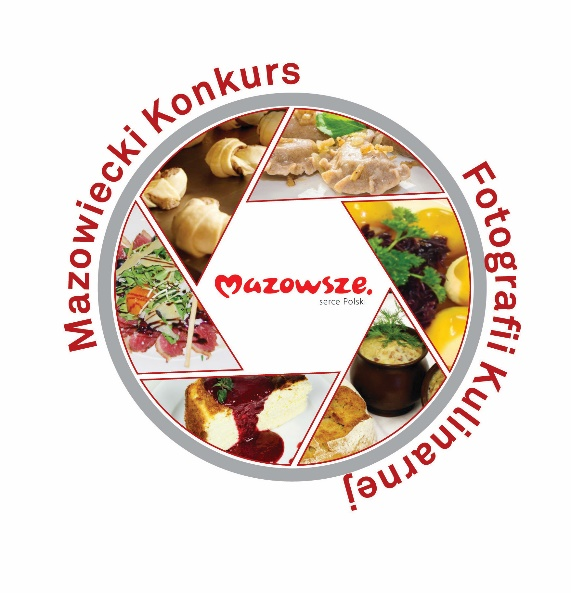 Mazowiecki Konkurs
Fotografii Kulinarnej
mazowsze.
serce Polski